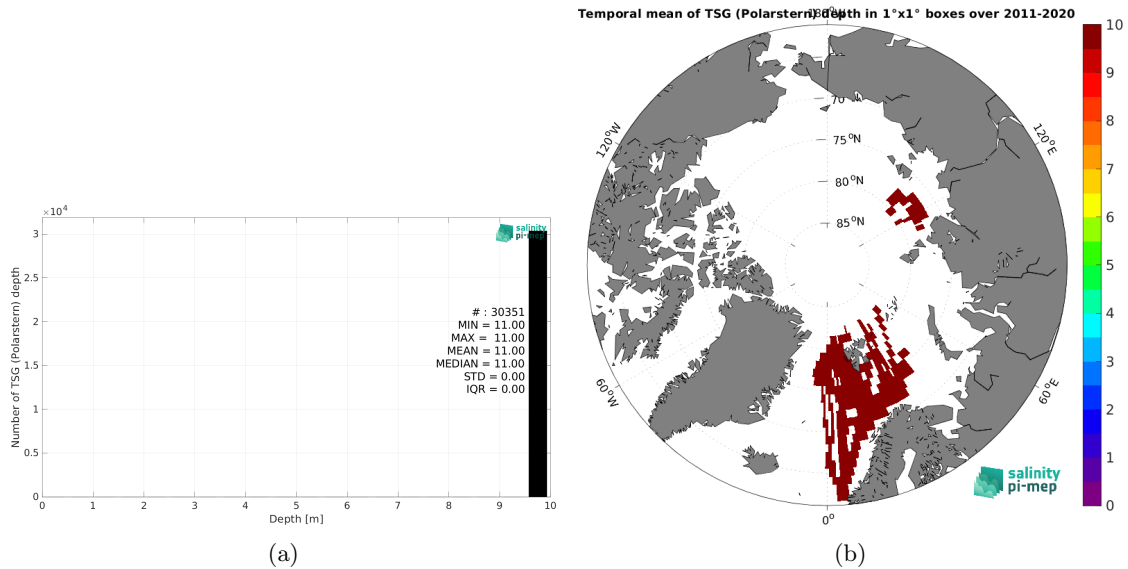 ×10⁴
3
2.5
2
1.5
1
0.5
0
0 1 2 3 4 5 6 7 8 9 10
Number of TSG (Polarstern) depth
Depth [m]
salinity
pi-mep
# : 30351
MIN = 11.00
MAX = 11.00
MEAN = 11.00
MEDIAN = 11.00
STD = 0.00
IQR = 0.00
(a)
Temporal mean of TSG (Polarstern) depth in 1°x1° boxes over 2011-2020
180°W
70
75°N
80°N
85°N
120°W
120°E
60°W
60°E
0°
10
9
8
7
6
5
4
3
2
1
0
salinity
pi-mep
(b)